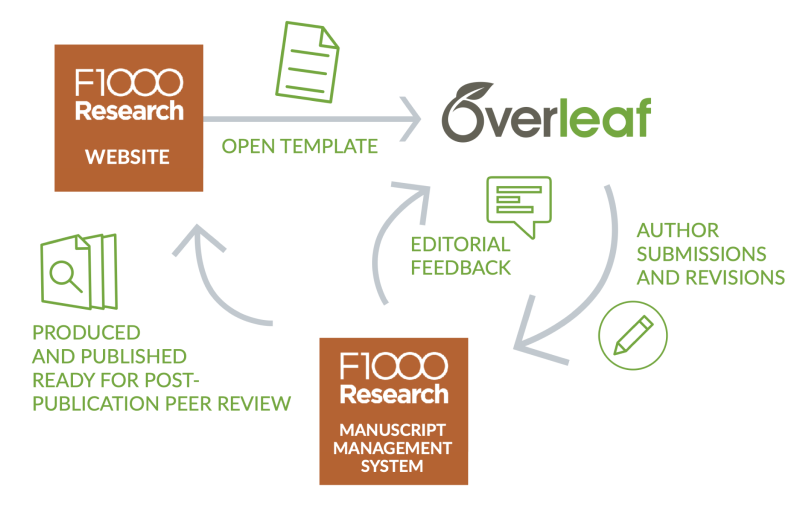 F1000
Research
WEBSITE
OPEN TEMPLATE
Overleaf
EDITORIAL
FEEDBACK
AUTHOR
SUBMISSIONS
AND REVISIONS
PRODUCED
AND PUBLISHED
READY FOR POST-
PUBLICATION PEER REVIEW
F1000
Research
MANUSCRIPT
MANAGEMENT
SYSTEM